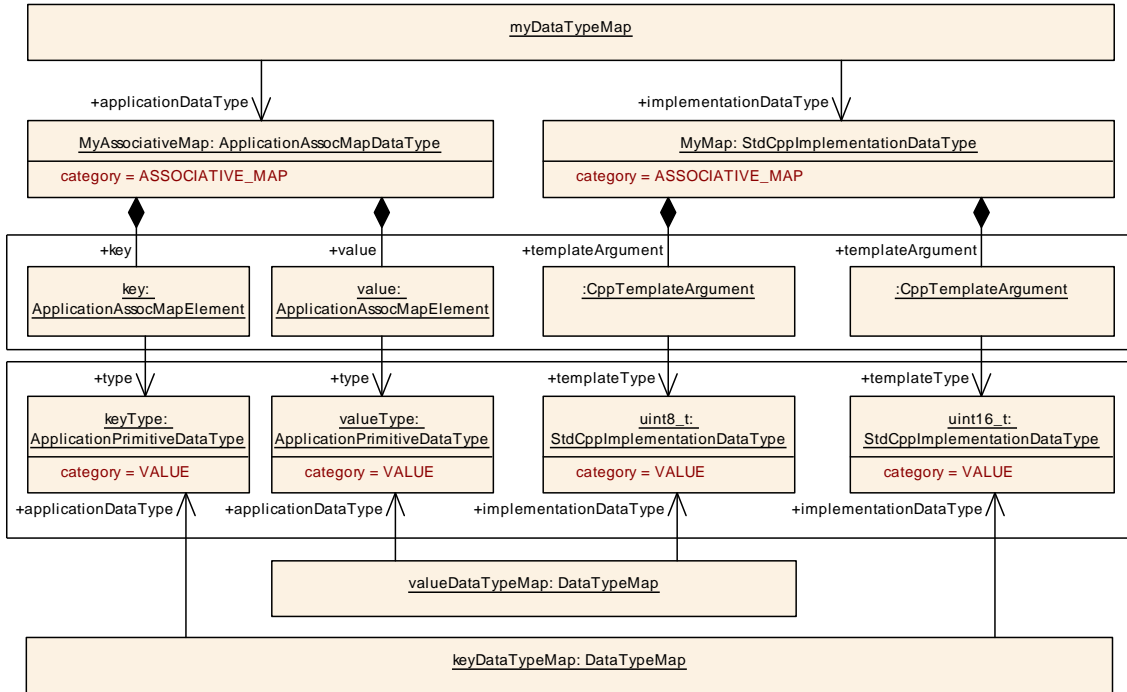 myDataTypeMap
+applicationDataType
+implementationDataType
MyAssociativeMap: ApplicationAssocMapDataType
MyMap: StdCppImplementationDataType
category = ASSOCIATIVE_MAP
category = ASSOCIATIVE_MAP
+key
+value
+templateArgument
+templateArgument
key:
ApplicationAssocMapElement
value:
ApplicationAssocMapElement
:CppTemplateArgument
:CppTemplateArgument
+type
+type
+templateType
+templateType
keyType:
ApplicationPrimitiveDataType
valueType:
ApplicationPrimitiveDataType
uint8_t:
StdCppImplementationDataType
uint16_t:
StdCppImplementationDataType
category = VALUE
category = VALUE
category = VALUE
category = VALUE
+applicationDataType
+applicationDataType
+implementationDataType
+implementationDataType
valueDataTypeMap: DataTypeMap
keyDataTypeMap: DataTypeMap